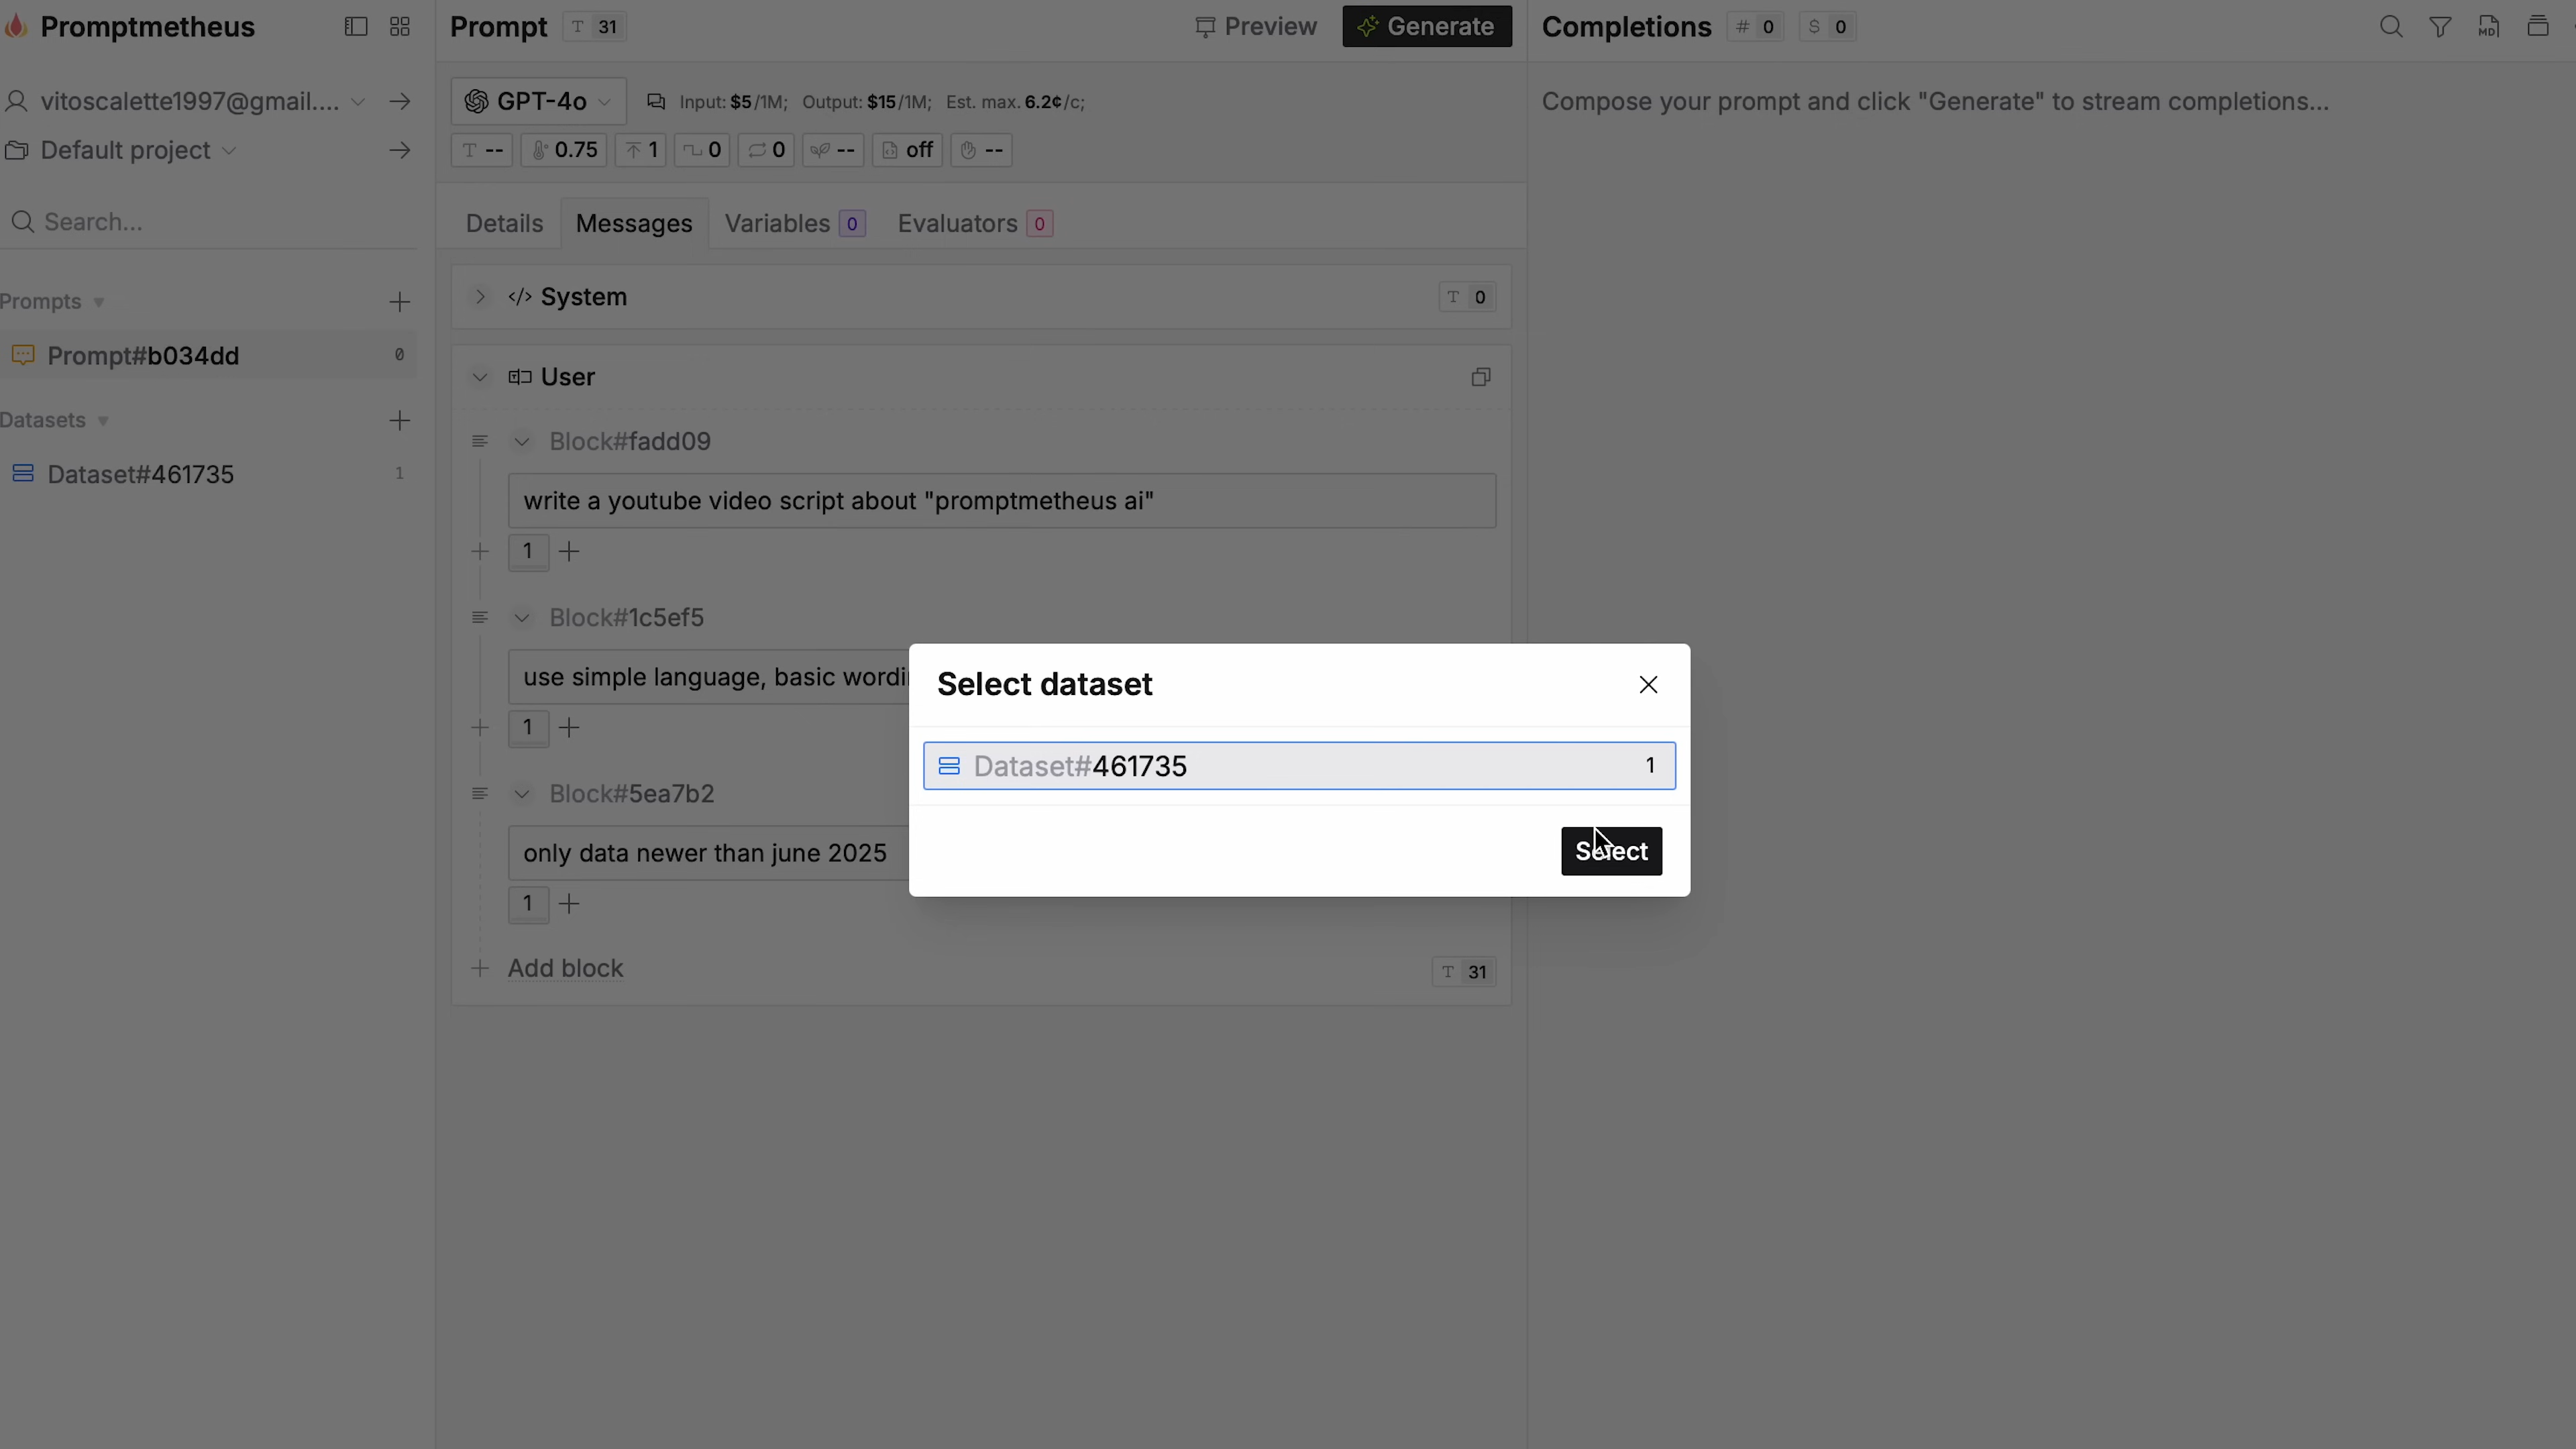 Promptmetheus
vitoscalette1997@gmail....
Default project
Search...
Prompts
Prompt#b034dd 0
Datasets
Dataset#461735 1
Prompt T 31
Preview Generate
GPT-4o Input: $5/1M; Output: $15/1M; Est. max. 6.2¢/c;
T -- 0.75 1 0 0 -- off --
Details Messages Variables 0 Evaluators 0
</> System T 0
User
Block#fadd09
write a youtube video script about "promptmetheus ai"
1
Block#1c5ef5
use simple language, basic
1
Block#5ea7b2
only data newer than june 2025
1
Add block T 31
Select dataset
Dataset#461735 1
Select
Completions # 0 $ 0
MD
Compose your prompt and click "Generate" to stream completions...